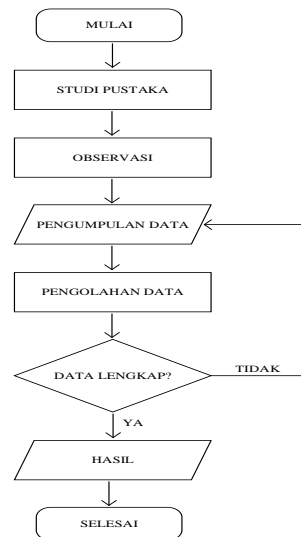 MULAI
STUDI PUSTAKA
OBSERVASI
PENGUMPULAN DATA
PENGOLAHAN DATA
DATA LENGKAP?
TIDAK
YA
HASIL
SELESAI